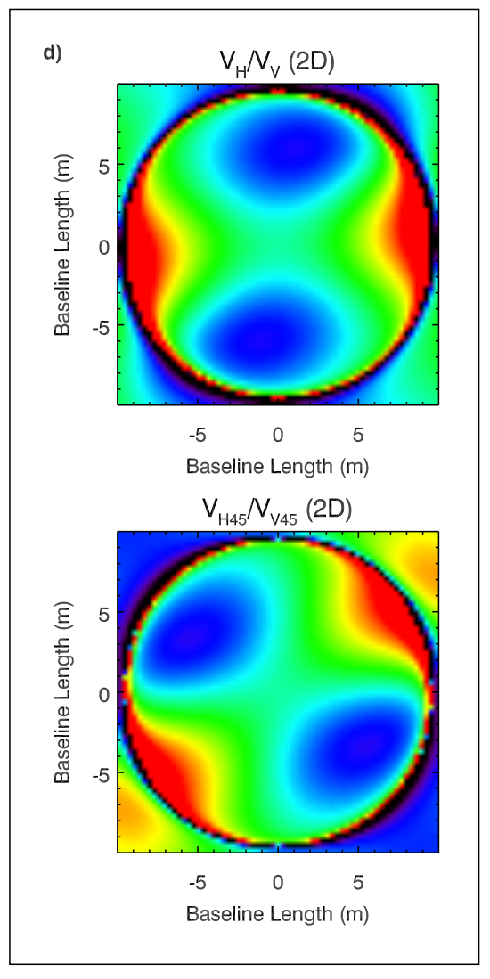 d)
V_H/V_V (2D)
5
0
-5
Baseline Length (m)
-5 0 5
Baseline Length (m)
V_H45/V_V45 (2D)
5
0
-5
Baseline Length (m)
-5 0 5
Baseline Length (m)